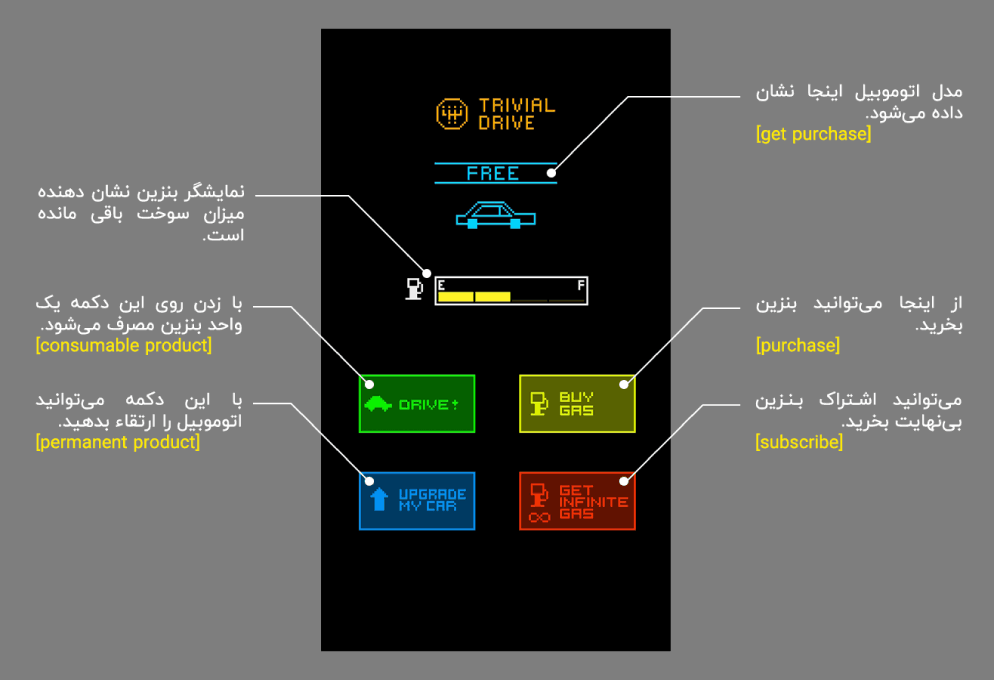 TRIVIAL
DRIVE
FREE
E
F
DRIVE!
BUY
GAS
UPGRADE
MY CAR
GET
INFINITE
GAS
مدل اتوموبیل اینجا نشان
داده می‌شود.
[get purchase]
نمایشگر بنزین نشان دهنده
میزان سوخت باقی مانده
است.
با زدن روی این دکمه یک
واحد بنزین مصرف می‌شود.
[consumable product]
از اینجا می‌توانید بنزین
بخرید.
[purchase]
با این دکمه می‌توانید
اتوموبیل را ارتقاء بدهید.
[permanent product]
می‌توانید اشتراک بنزین
بی‌نهایت بخرید.
[subscribe]